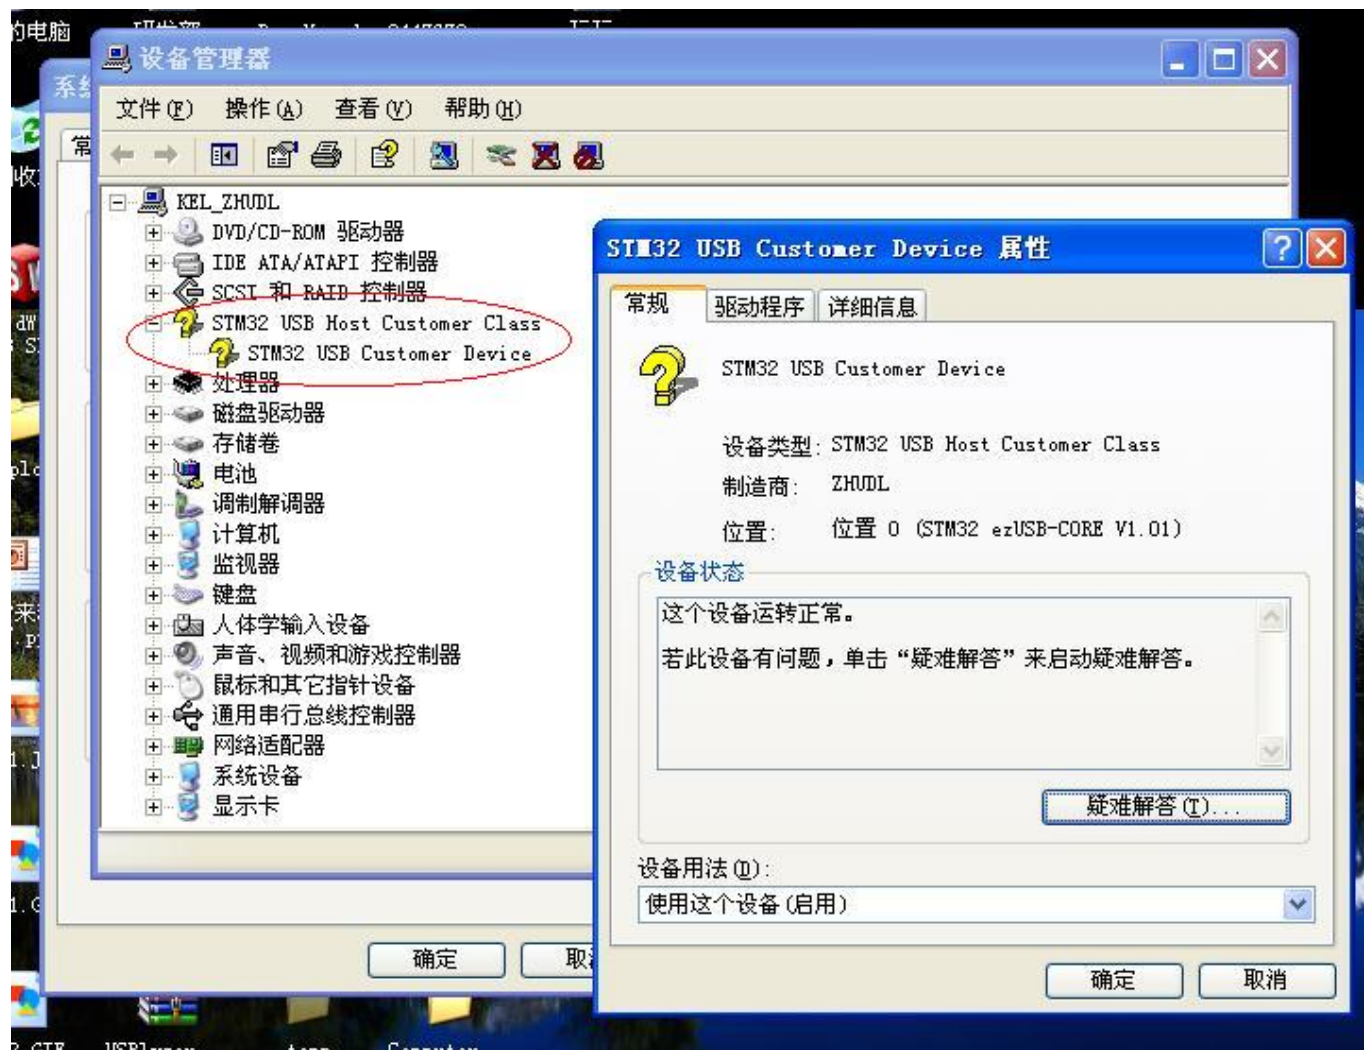 的电脑
设备管理器
系统
文件(F) 操作(A) 查看(V) 帮助(H)
常
KEL_ZHUDL
DVD/CD-ROM 驱动器
IDE ATA/ATAPI 控制器
SCSI 和 RAID 控制器
STM32 USB Host Customer Class
STM32 USB Customer Device
处理器
磁盘驱动器
存储卷
电池
调制解调器
计算机
监视器
键盘
人体学输入设备
声音、视频和游戏控制器
鼠标和其它指针设备
通用串行总线控制器
网络适配器
系统设备
显示卡
确定
取消
STM32 USB Customer Device 属性
常规 驱动程序 详细信息
STM32 USB Customer Device
设备类型: STM32 USB Host Customer Class
制造商: ZHUDL
位置: 位置 0 (STM32 ezUSB-CORE V1.01)
设备状态
这个设备运转正常。
若此设备有问题，单击“疑难解答”来启动疑难解答。
疑难解答(T)...
设备用法(D):
使用这个设备(启用)
确定 取消